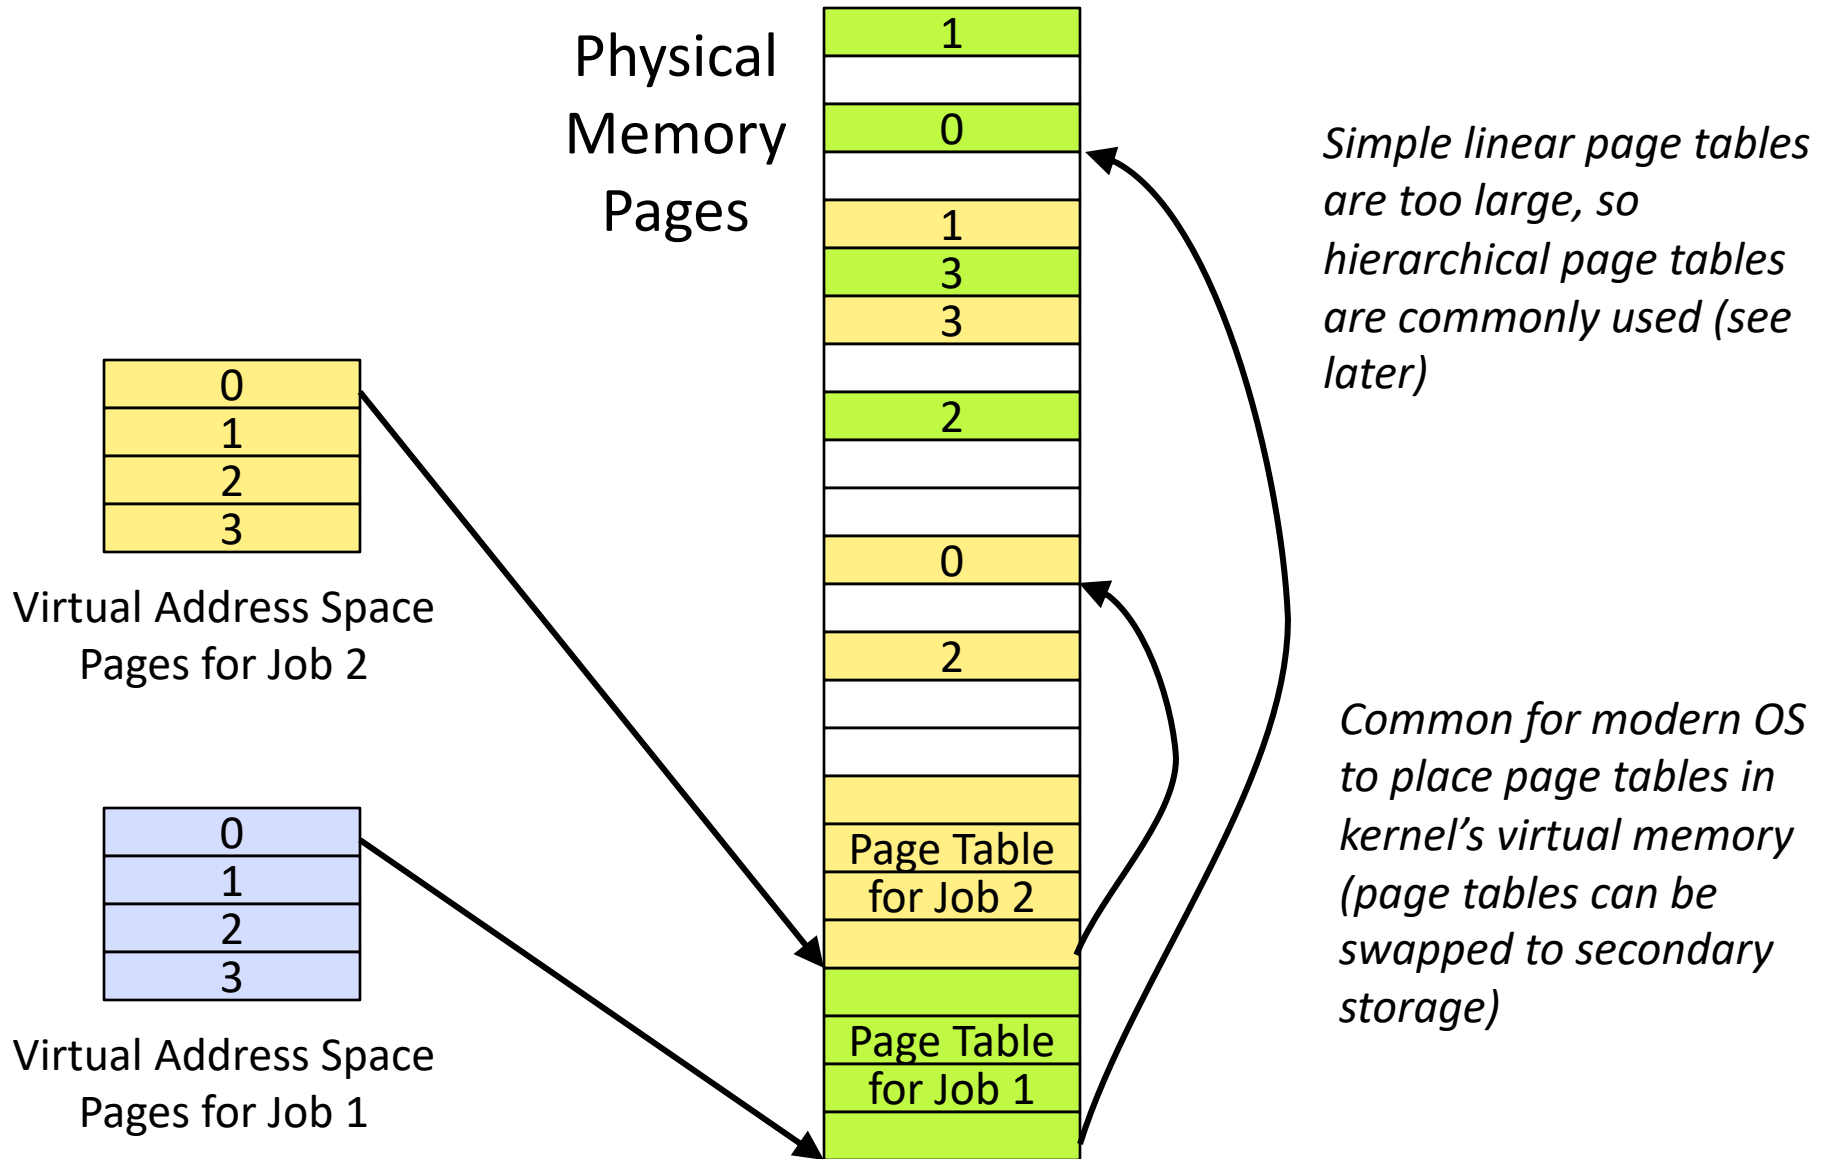 Physical
Memory
Pages
1
0
1
3
3
2
0
2
Page Table
for Job 2
Page Table
for Job 1
0
1
2
3
Virtual Address Space
Pages for Job 2
0
1
2
3
Virtual Address Space
Pages for Job 1
Simple linear page tables
are too large, so
hierarchical page tables
are commonly used (see
later)
Common for modern OS
to place page tables in
kernel’s virtual memory
(page tables can be
swapped to secondary
storage)